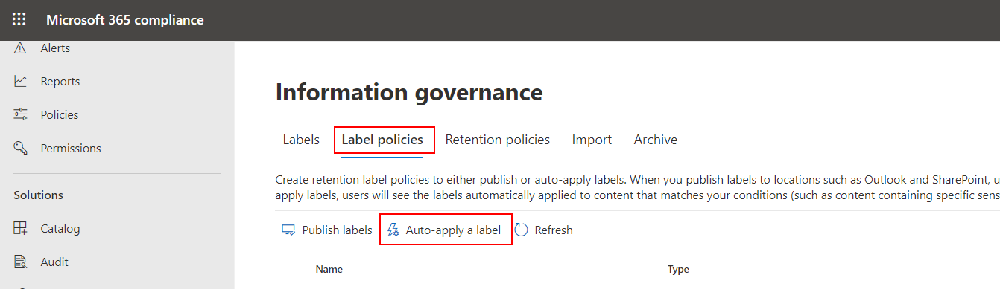 Microsoft 365 compliance
Alerts
Reports
Policies
Permissions
Solutions
Catalog
Audit
Information governance
Labels Label policies Retention policies Import Archive
Create retention label policies to either publish or auto-apply labels. When you publish labels to locations such as Outlook and SharePoint, u
apply labels, users will see the labels automatically applied to content that matches your conditions (such as content containing specific sens
Publish labels Auto-apply a label Refresh
Name Type